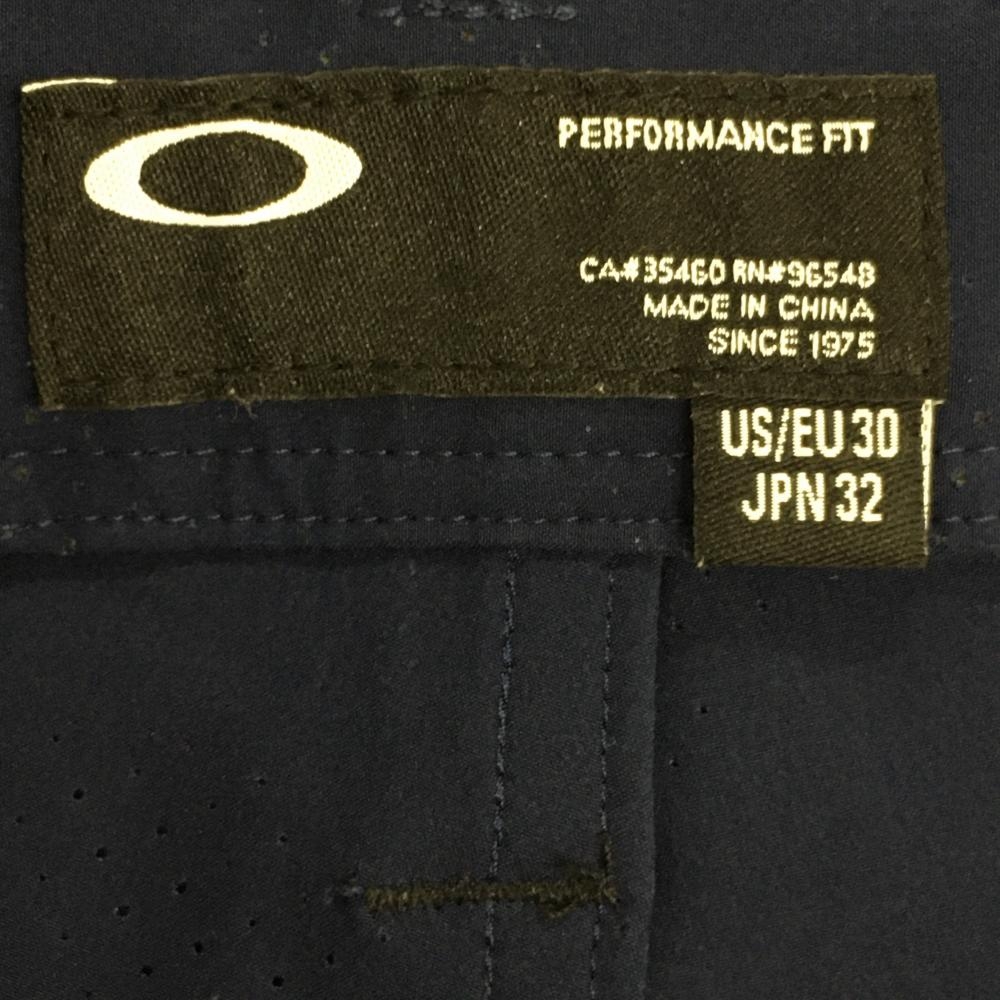 PERFORMANCE FIT
CA#35460 RN#96548
MADE IN CHINA
SINCE 1975
US/EU 30
JPN 32